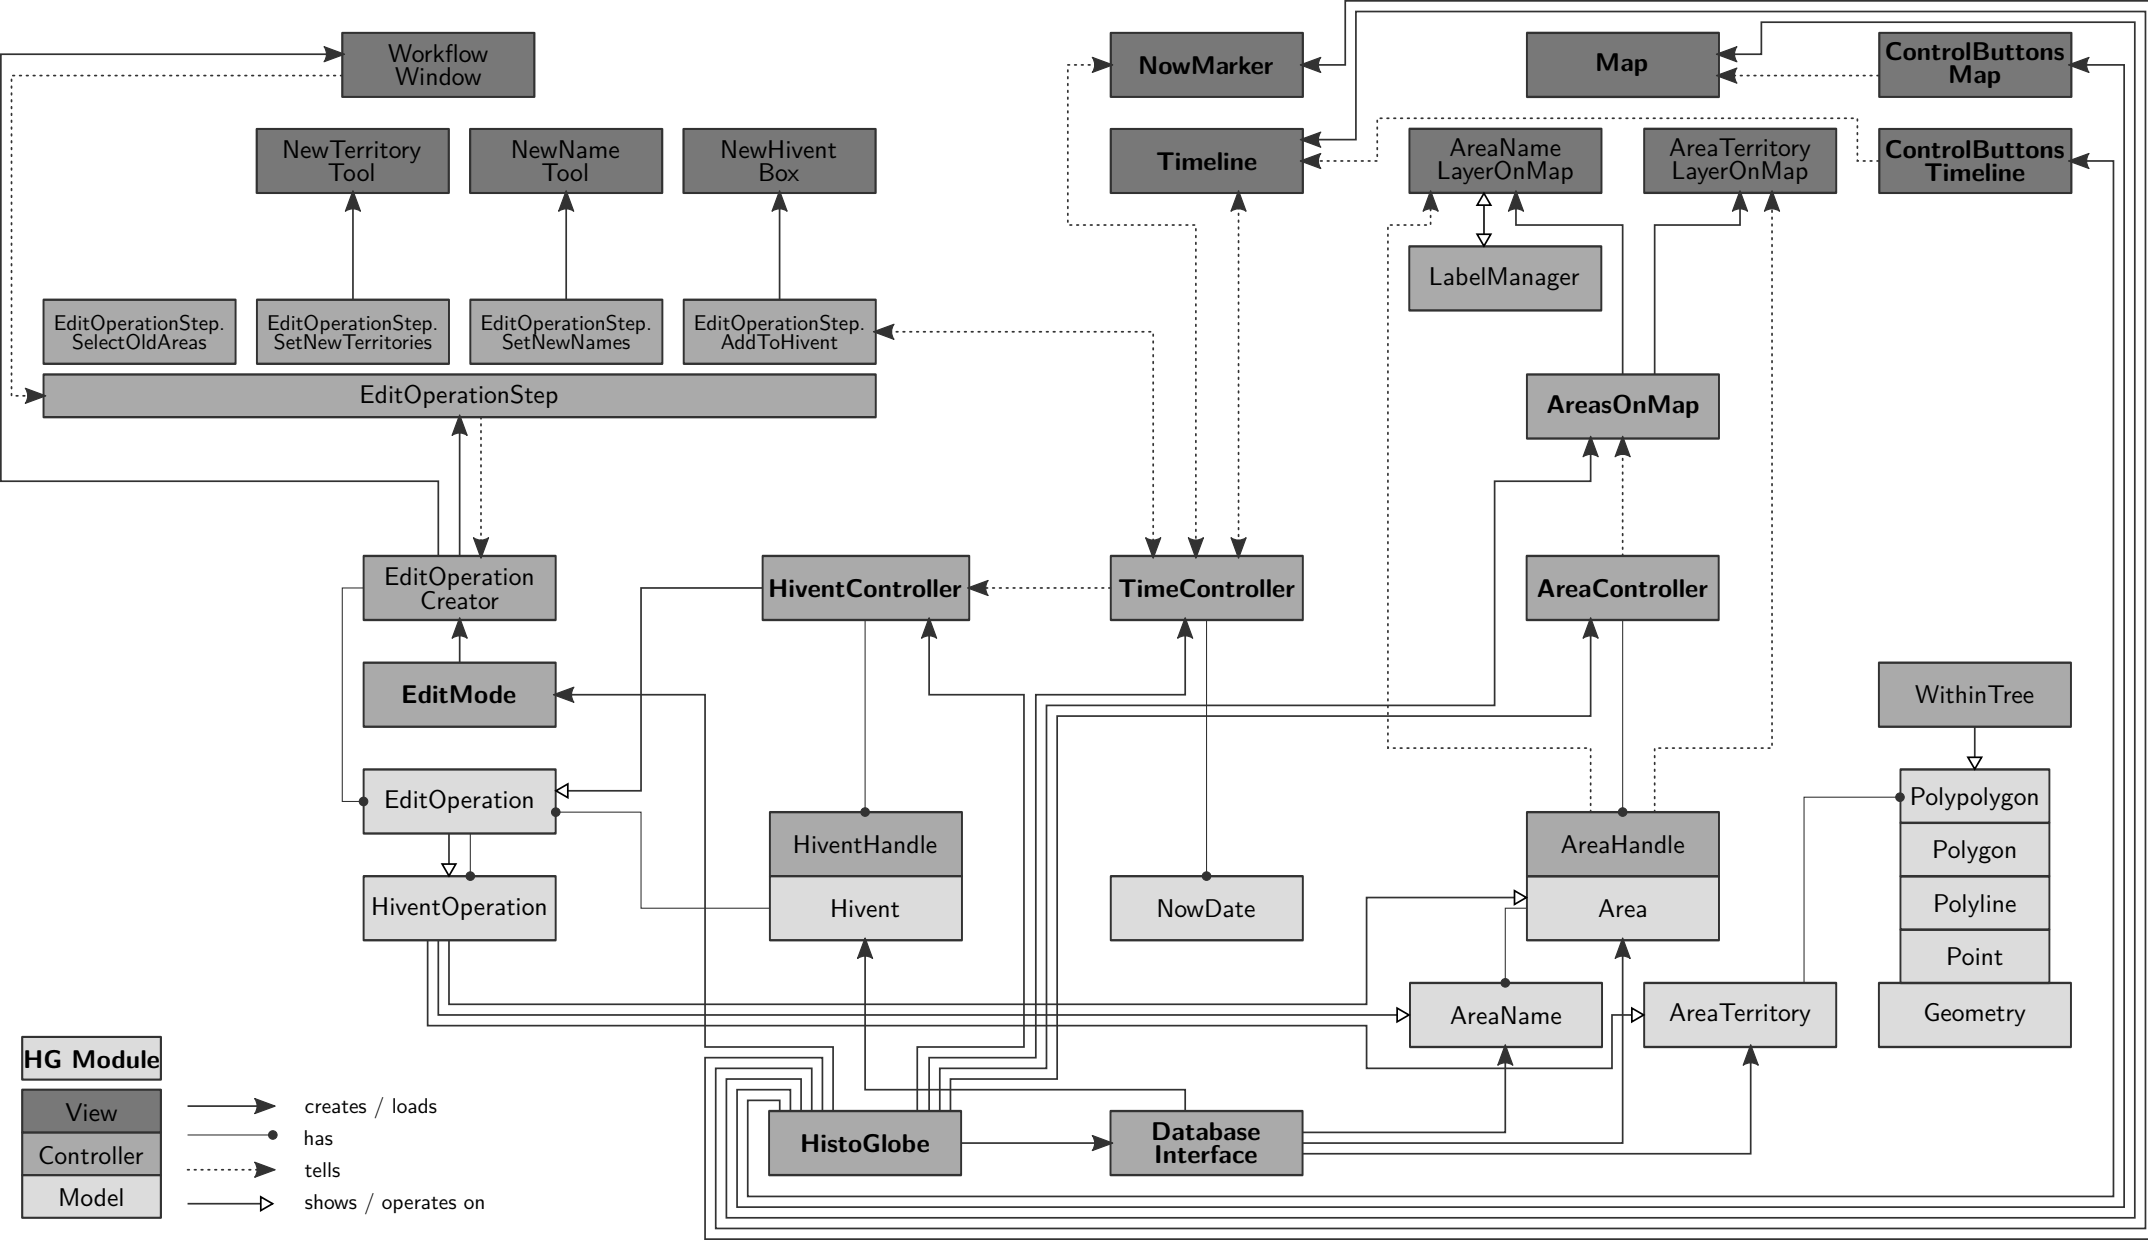 Workflow
Window
NowMarker
Map
ControlButtons
Map
NewTerritory
Tool
NewName
Tool
NewHivent
Box
Timeline
AreaName
LayerOnMap
AreaTerritory
LayerOnMap
ControlButtons
Timeline
LabelManager
EditOperationStep.
SelectOldAreas
EditOperationStep.
SetNewTerritories
EditOperationStep.
SetNewNames
EditOperationStep.
AddToHivent
EditOperationStep
AreasOnMap
EditOperation
Creator
HiventController
TimeController
AreaController
EditMode
WithinTree
EditOperation
HiventHandle
AreaHandle
Polypolygon
Polygon
Polyline
Point
Geometry
HiventOperation
Hivent
NowDate
Area
AreaName
AreaTerritory
HistoGlobe
Database
Interface
HG Module
View
Controller
Model
creates / loads
has
tells
shows / operates on